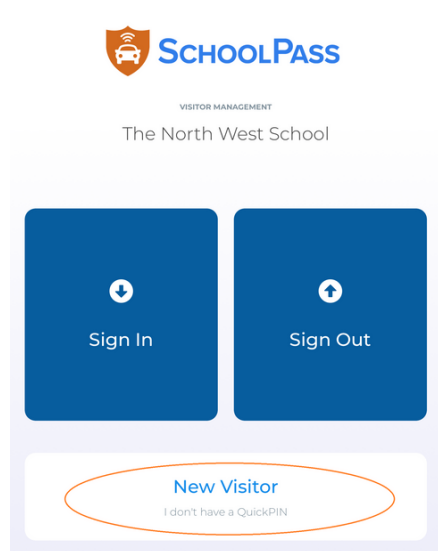 SCHOOLPASS
VISITOR MANAGEMENT
The North West School
Sign In
Sign Out
New Visitor
I don't have a QuickPIN